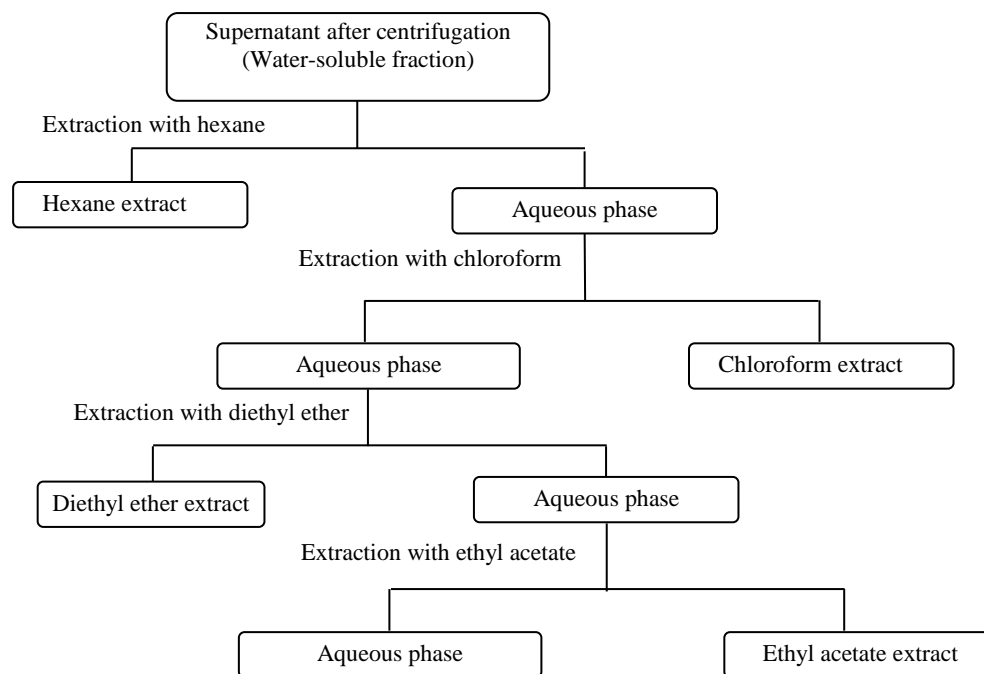 Supernatant after centrifugation
(Water-soluble fraction)
Extraction with hexane
Hexane extract
Aqueous phase
Extraction with chloroform
Aqueous phase
Chloroform extract
Extraction with diethyl ether
Diethyl ether extract
Aqueous phase
Extraction with ethyl acetate
Aqueous phase
Ethyl acetate extract